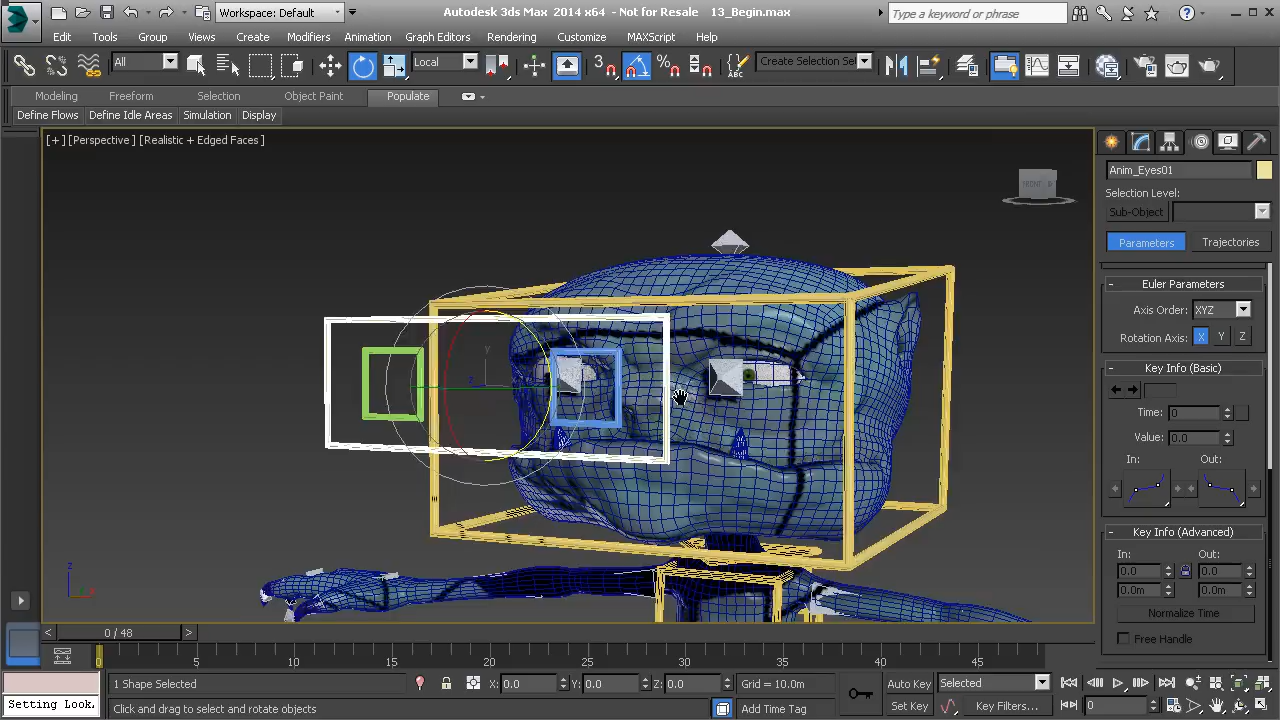 Workspace: Default
Autodesk 3ds Max 2014 x64 - Not for Resale 13_Begin.max
Type a keyword or phrase
Edit Tools Group Views Create Modifiers Animation Graph Editors Rendering Customize MAXScript Help
All Local 3 Create Selection Se
Modeling Freeform Selection Object Paint Populate
Define Flows Define Idle Areas Simulation Display
[+] [Perspective] [Realistic + Edged Faces]
FRONT
Anim_Eyes01
Selection Level:
Sub-Object
Parameters Trajectories
- Euler Parameters
Axis Order: XYZ
Rotation Axis: X Y Z
- Key Info (Basic)
Time: 0
Value: 0.0
In: Out:
- Key Info (Advanced)
In: Out:
0.0 0.0
0.0m 0.0m
Normalize Time
Free Handle
y
z
z
x
< 0 / 48 >
0 5 10 15 20 25 30 35 40 45
1 Shape Selected X: 0.0 Y: 0.0 Z: 0.0 Grid = 10.0m Auto Key Selected
Setting Look. Click and drag to select and rotate objects Add Time Tag Set Key Key Filters... 0